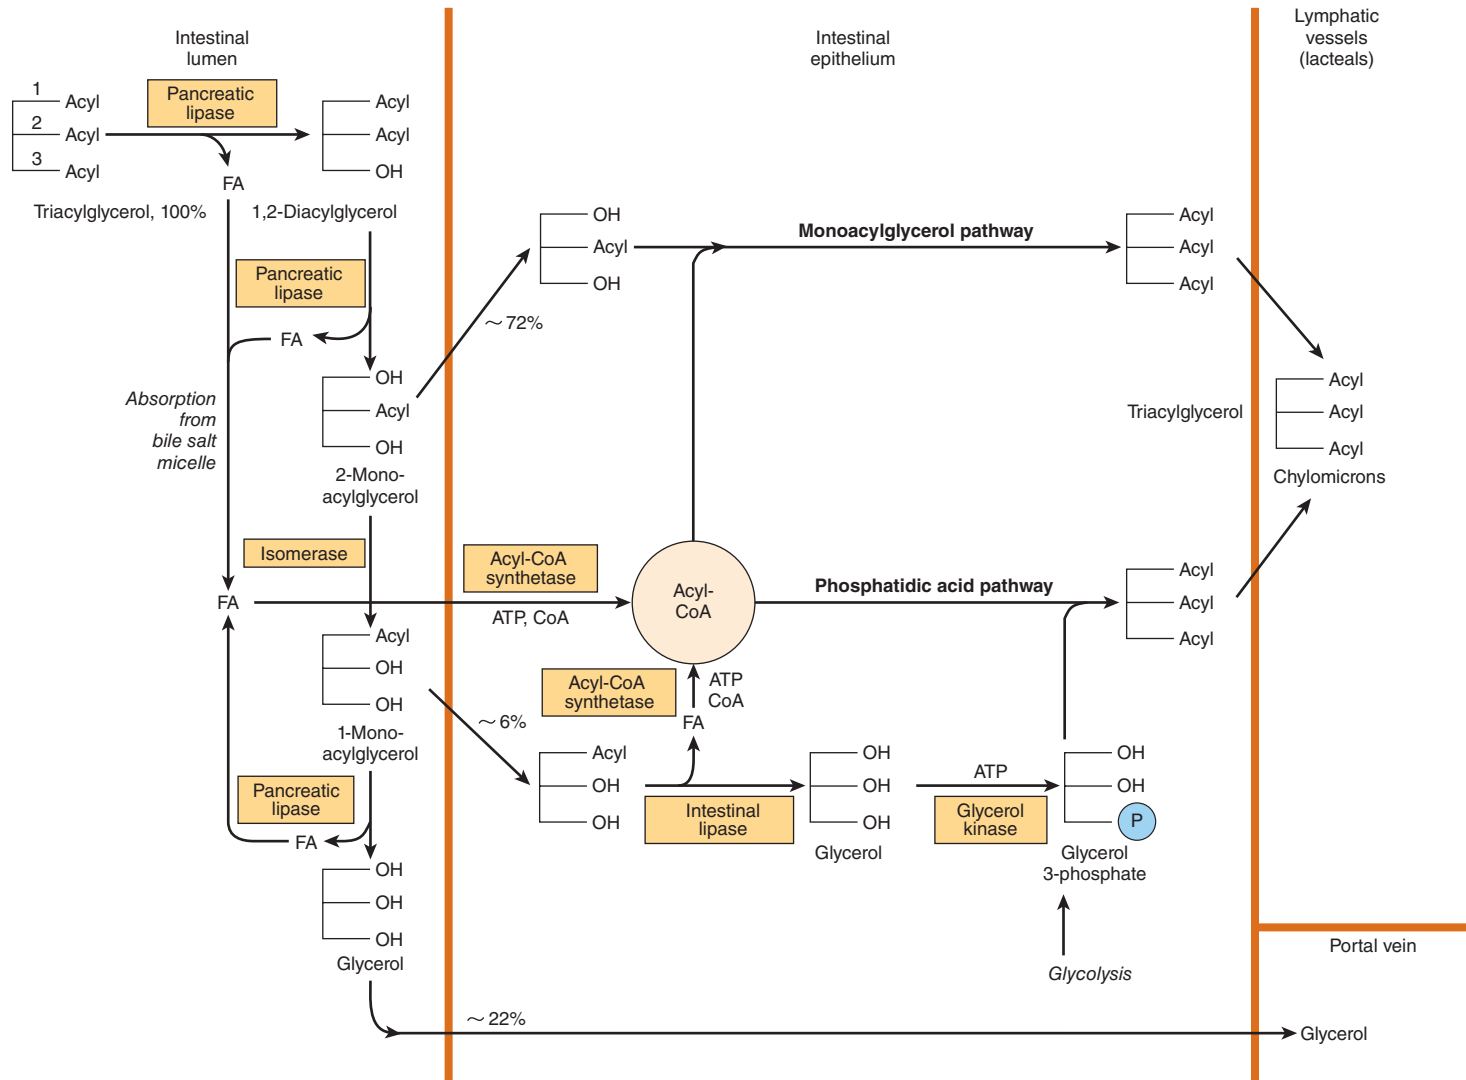 Intestinal
lumen
Intestinal
epithelium
Lymphatic
vessels
(lacteals)
1
Acyl
2
Acyl
3
Acyl
Pancreatic
lipase
Acyl
Acyl
OH
FA
Triacylglycerol, 100%
1,2-Diacylglycerol
Pancreatic
lipase
FA
OH
Acyl
OH
2-Mono-
acylglycerol
Absorption
from
bile salt
micelle
~72%
OH
Acyl
OH
Monoacylglycerol pathway
Acyl
Acyl
Acyl
Triacylglycerol
Acyl
Acyl
Acyl
Chylomicrons
Isomerase
FA
Acyl-CoA
synthetase
ATP, CoA
Acyl-
CoA
Phosphatidic acid pathway
Acyl
Acyl
Acyl
Acyl
OH
OH
1-Mono-
acylglycerol
~6%
Acyl-CoA
synthetase
ATP
CoA
FA
Acyl
OH
OH
Intestinal
lipase
OH
OH
OH
Glycerol
ATP
Glycerol
kinase
OH
OH
P
Glycerol
3-phosphate
Glycolysis
Pancreatic
lipase
FA
OH
OH
OH
Glycerol
~22%
Portal vein
Glycerol